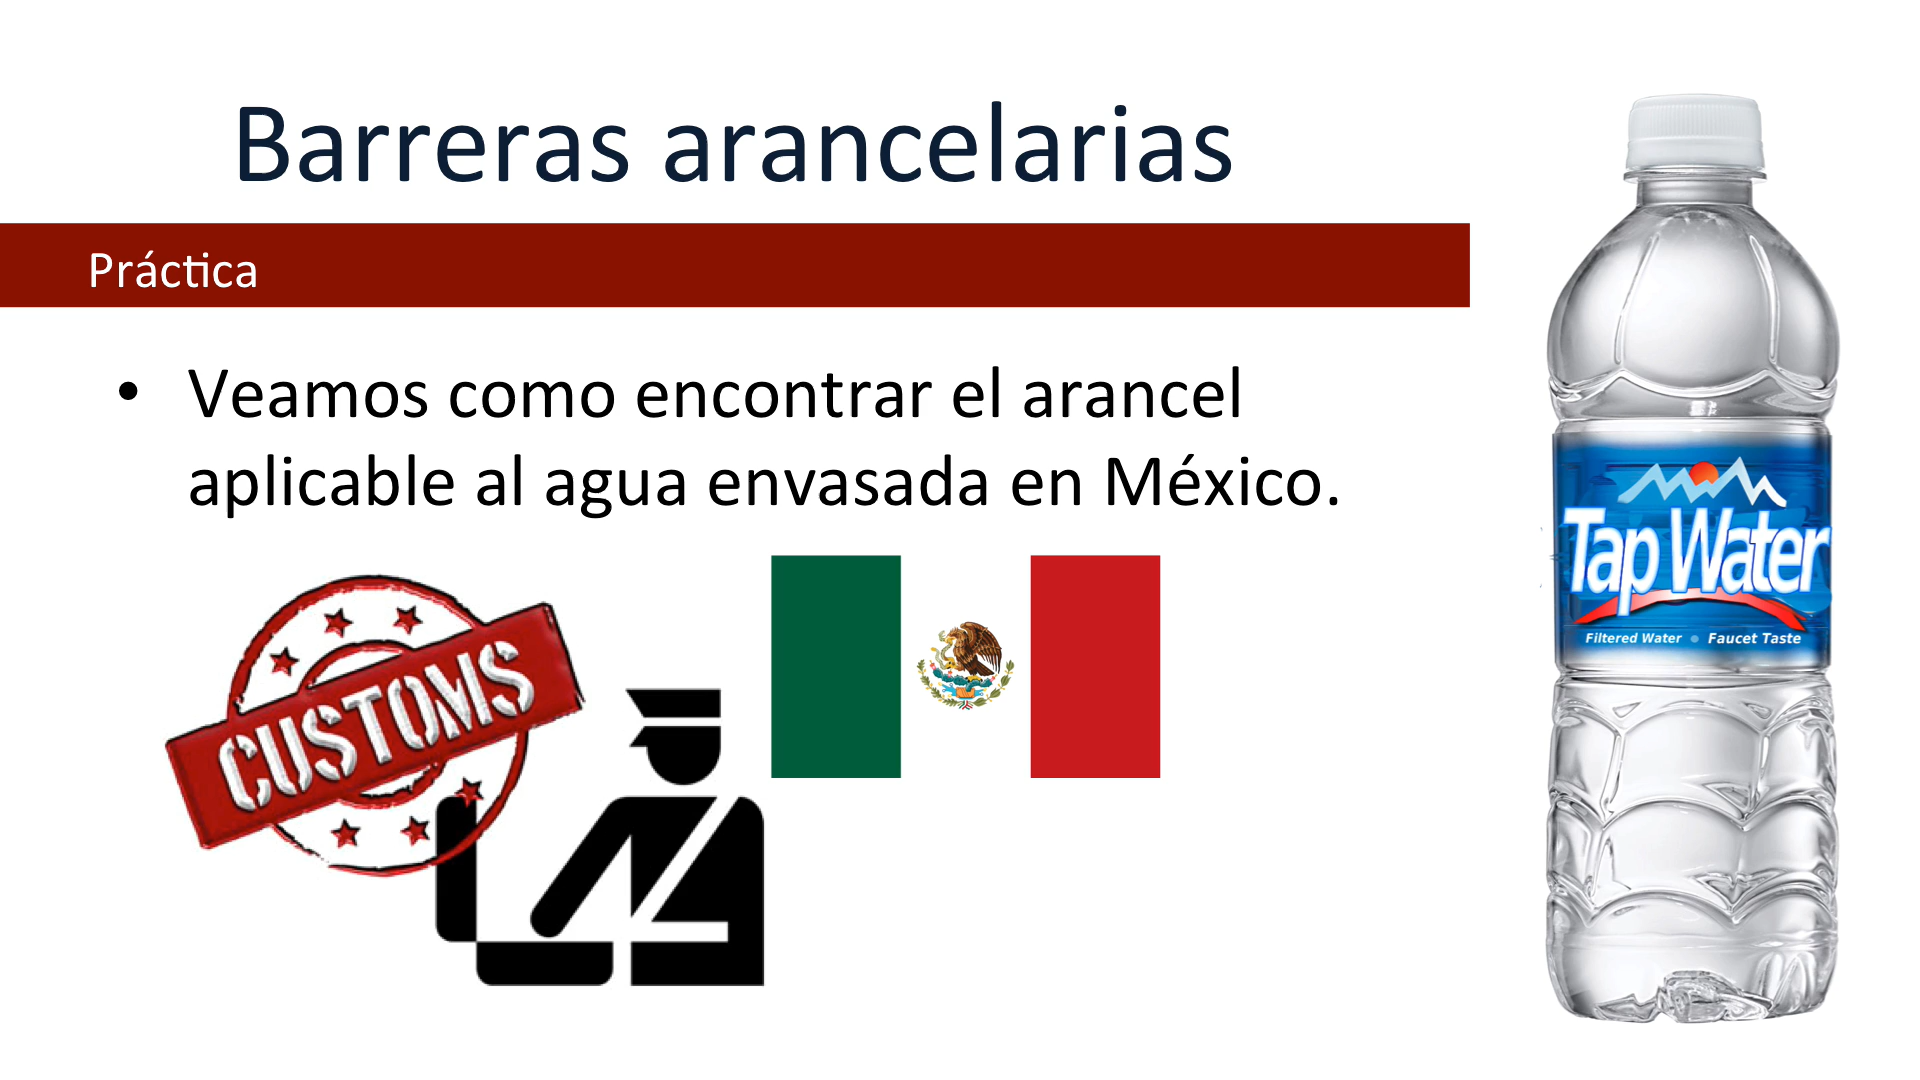 Barreras arancelarias
Práctica
• Veamos como encontrar el arancel
aplicable al agua envasada en México.
CUSTOMS
Tap Water
Filtered Water • Faucet Taste